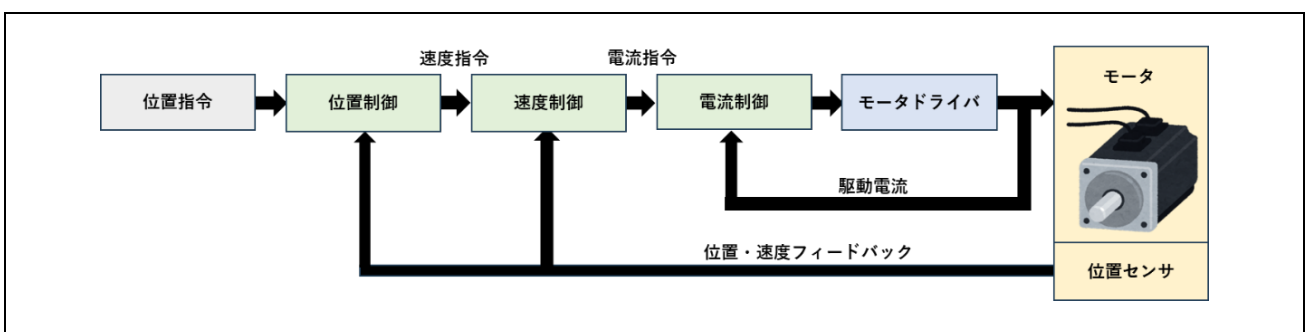 速度指令
電流指令
モータ
位置指令
位置制御
速度制御
電流制御
モータドライバ
駆動電流
位置・速度フィードバック
位置センサ